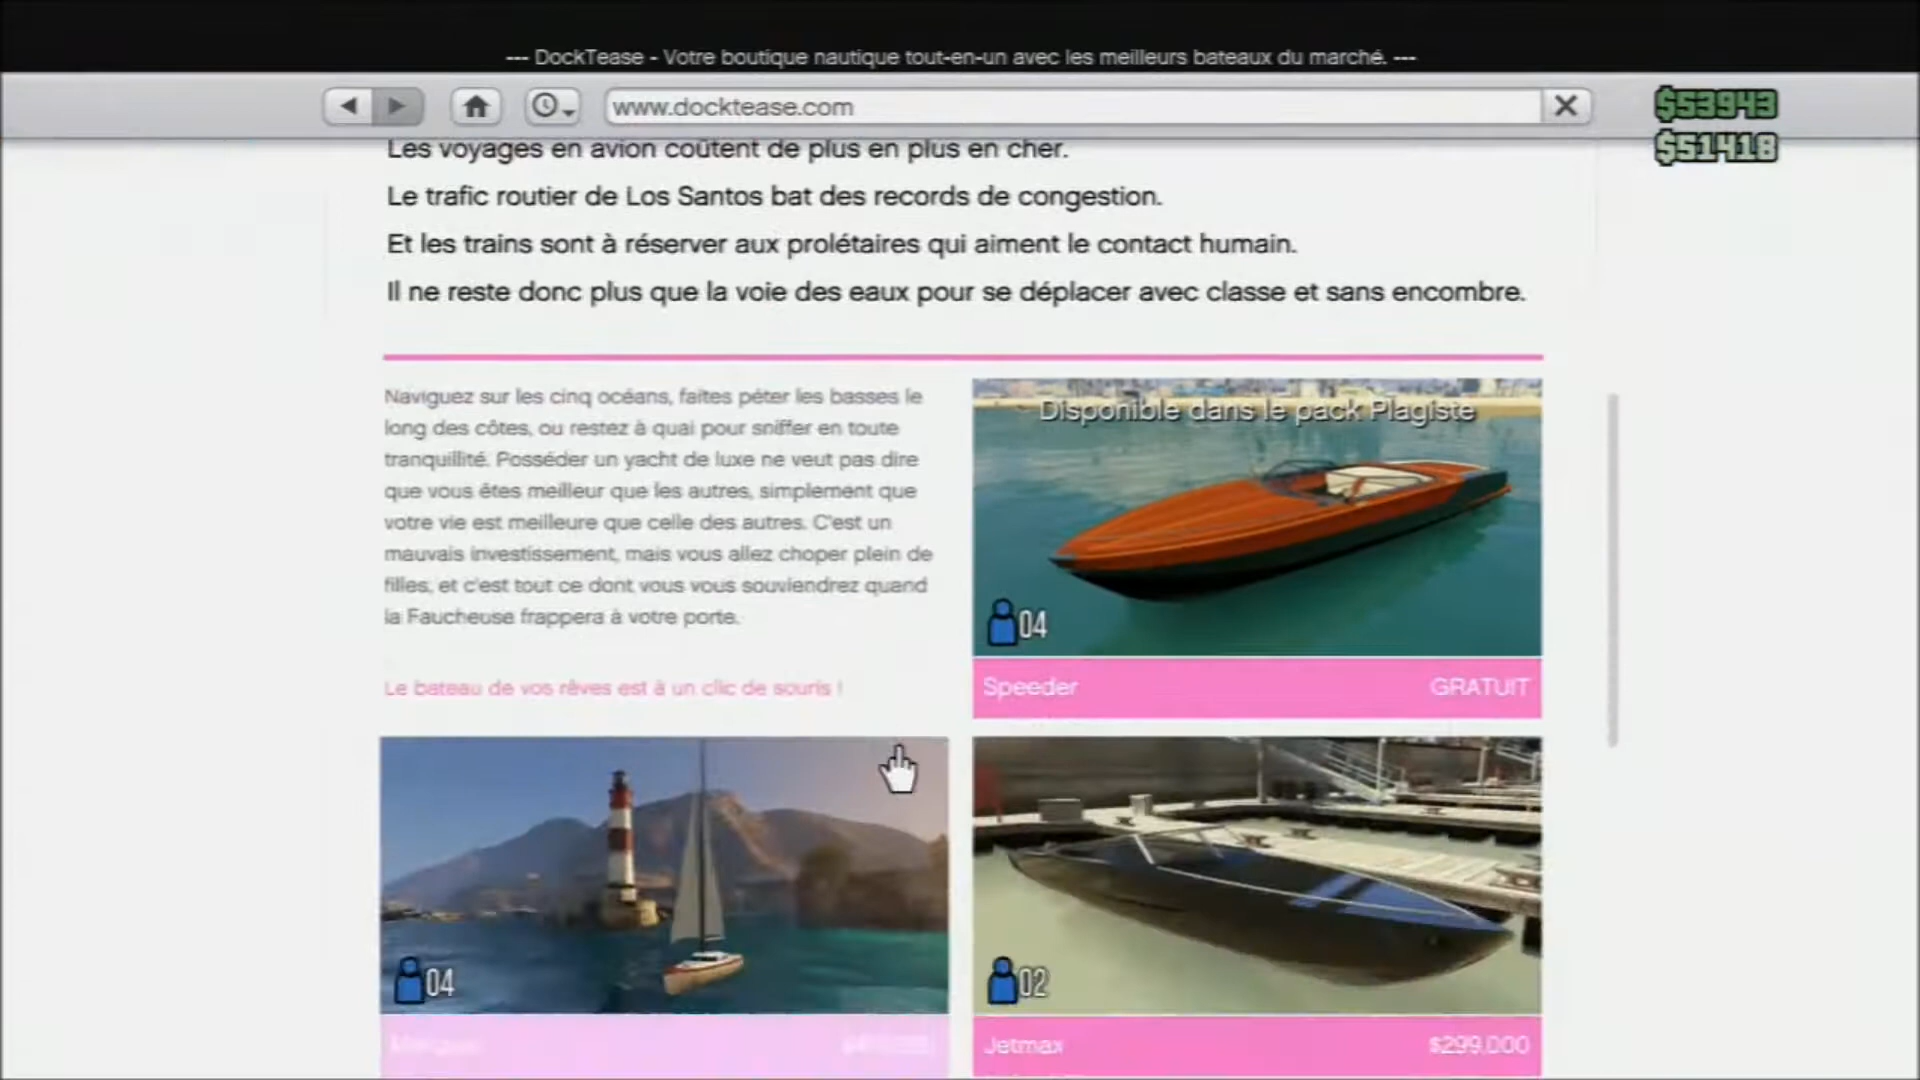 --- DockTease - Votre boutique nautique tout-en-un avec les meilleurs bateaux du marché. ---
www.docktease.com
$53943
$51418
Les voyages en avion coûtent de plus en plus en cher.
Le trafic routier de Los Santos bat des records de congestion.
Et les trains sont à réserver aux prolétaires qui aiment le contact humain.
Il ne reste donc plus que la voie des eaux pour se déplacer avec classe et sans encombre.
Naviguez sur les cinq océans, faites péter les basses le
long des côtes, ou restez à quai pour sniffer en toute
tranquillité. Posséder un yacht de luxe ne veut pas dire
que vous êtes meilleur que les autres, simplement que
votre vie est meilleure que celle des autres. C'est un
mauvais investissement, mais vous allez choper plein de
filles, et c'est tout ce dont vous vous souviendrez quand
la Faucheuse frappera à votre porte.
Le bateau de vos rêves est à un clic de souris !
Disponible dans le pack Plagiste
04
Speeder GRATUIT
04
02
Jetmax $299,000